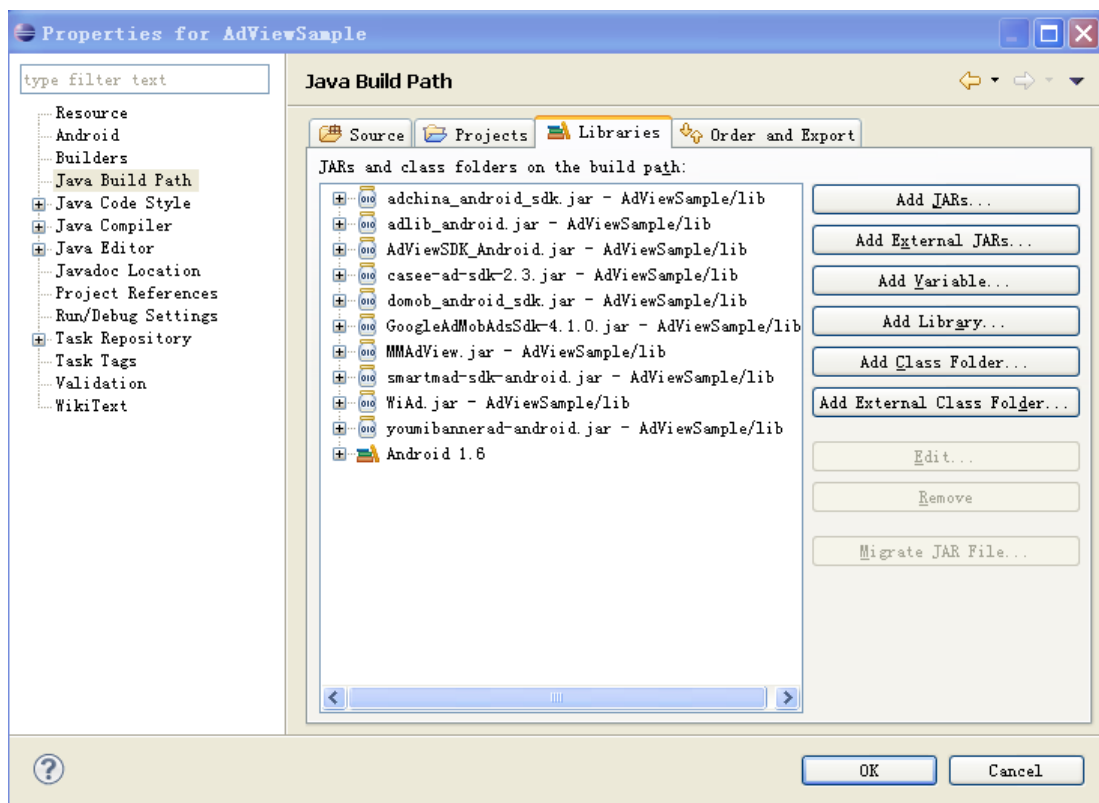 Properties for AdViewSample
type filter text
Resource
Android
Builders
Java Build Path
Java Code Style
Java Compiler
Java Editor
Javadoc Location
Project References
Run/Debug Settings
Task Repository
Task Tags
Validation
WikiText
Java Build Path
Source
Projects
Libraries
Order and Export
JARs and class folders on the build path:
adchina_android_sdk.jar - AdViewSample/lib
adlib_android.jar - AdViewSample/lib
AdViewSDK_Android.jar - AdViewSample/lib
casee-ad-sdk-2.3.jar - AdViewSample/lib
domob_android_sdk.jar - AdViewSample/lib
GoogleAdMobAdsSdk-4.1.0.jar - AdViewSample/lib
MMAdView.jar - AdViewSample/lib
smartmad-sdk-android.jar - AdViewSample/lib
WiAd.jar - AdViewSample/lib
youmibannerad-android.jar - AdViewSample/lib
Android 1.6
Add JARs...
Add External JARs...
Add Variable...
Add Library...
Add Class Folder...
Add External Class Folder...
Edit...
Remove
Migrate JAR File...
OK
Cancel